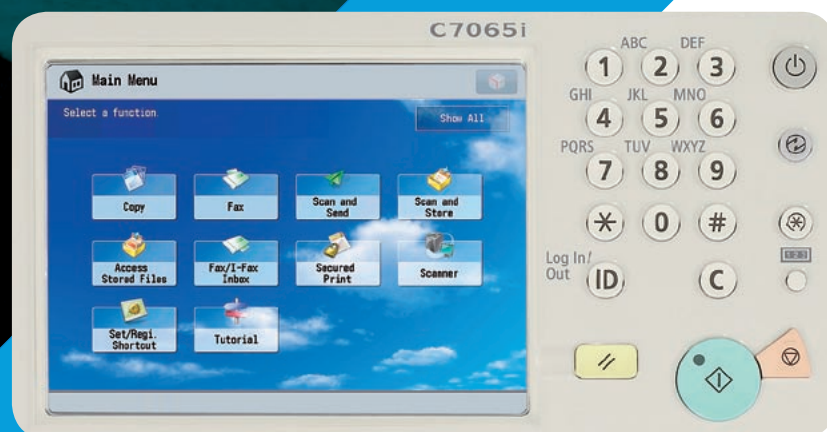 C7065i
Main Menu
Select a function.
Show All
Copy
Fax
Scan and
Send
Scan and
Store
Access
Stored Files
Fax/I-Fax
Inbox
Secured
Print
Scanner
Set/Regi.
Shortcut
Tutorial
ABC DEF
1 2 3
GHI JKL MNO
4 5 6
PQRS TUV WXYZ
7 8 9
* 0 #
Log In/
Out
ID C
123